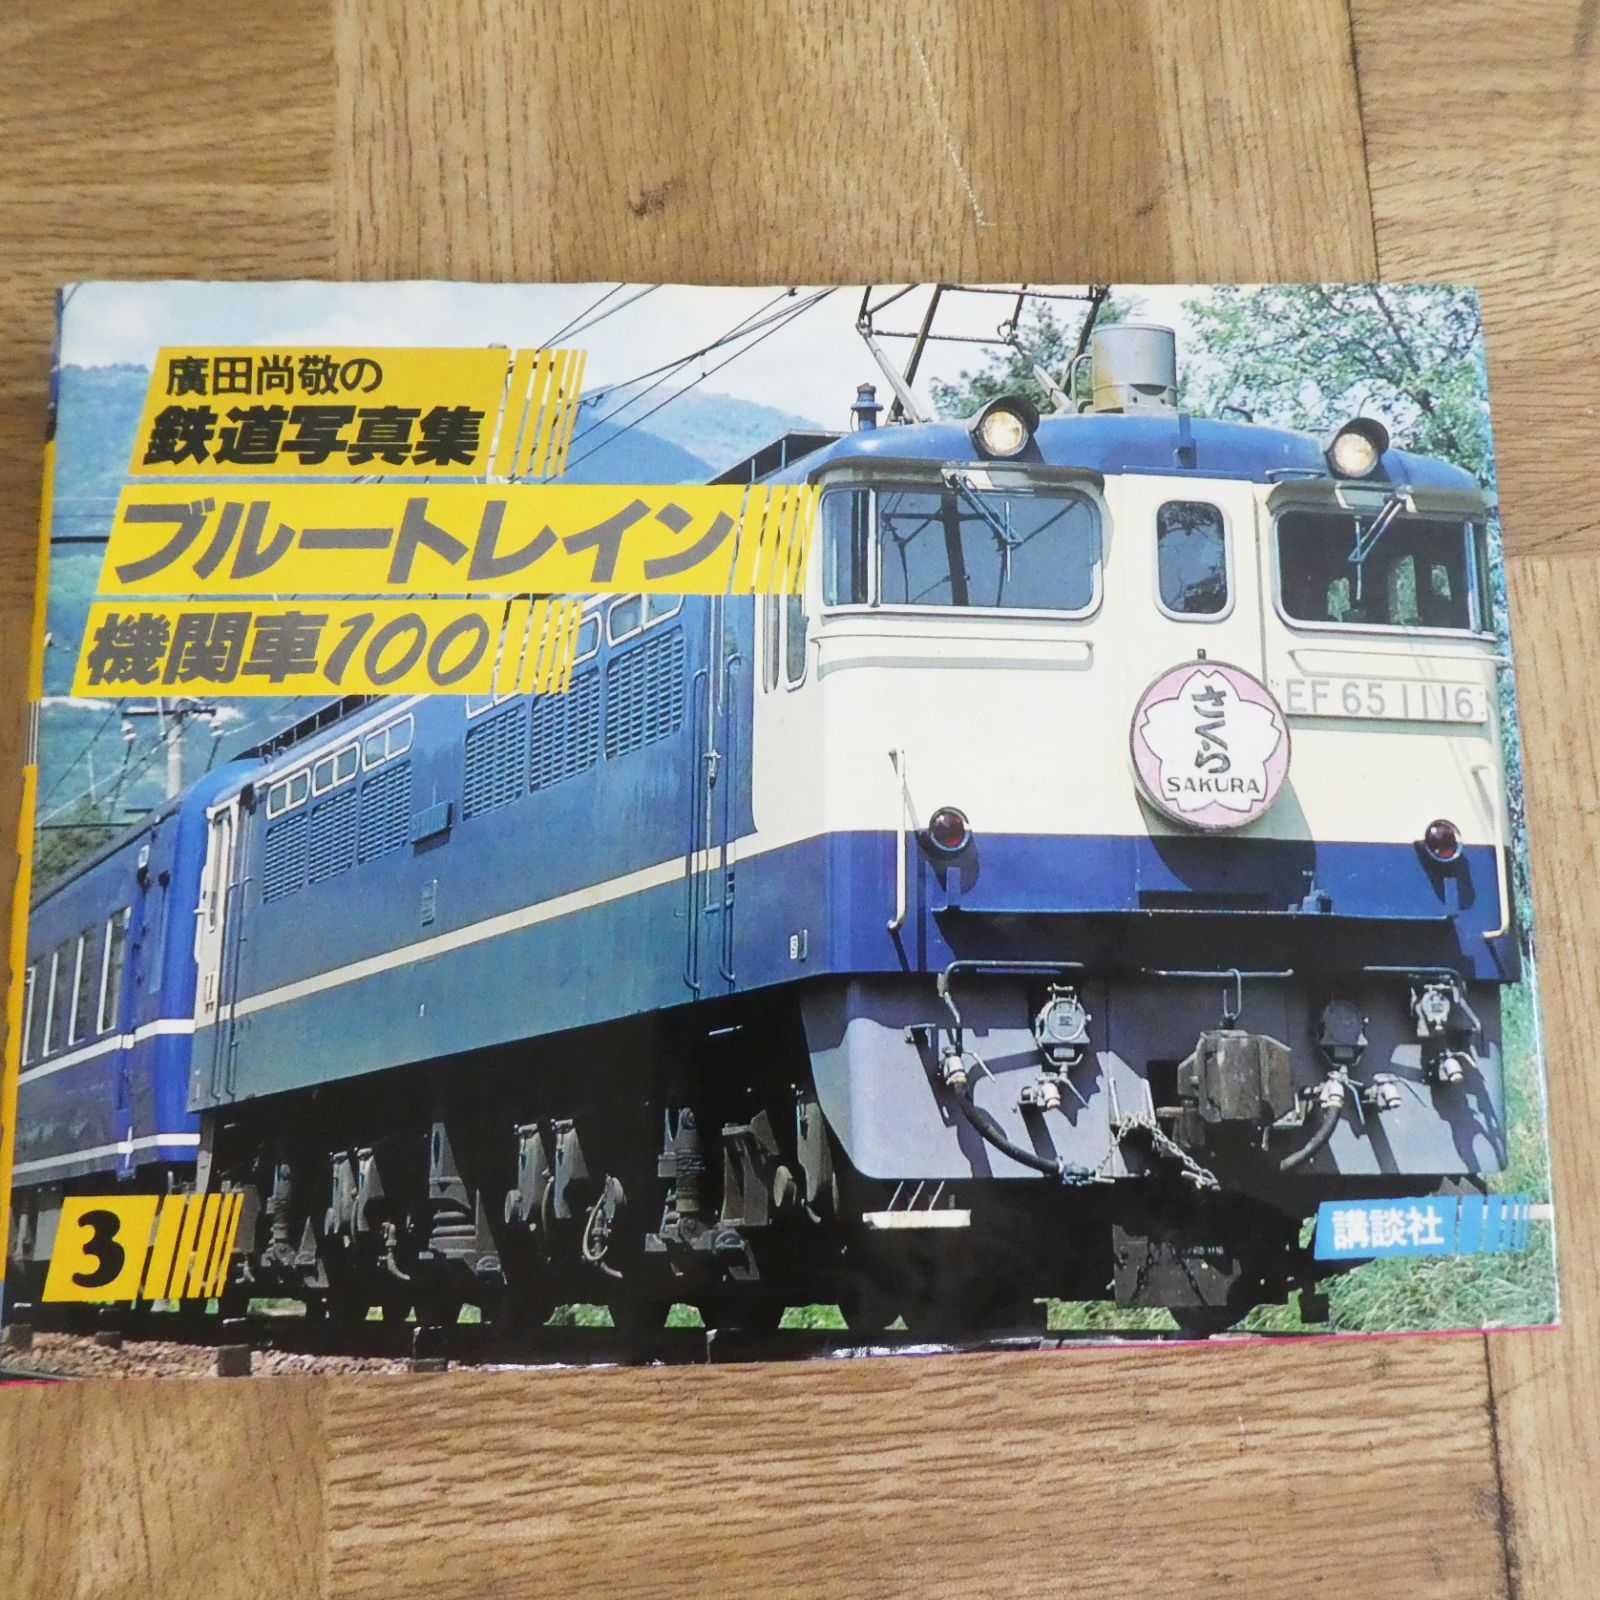 廣田尚敬の
鉄道写真集
ブルートレイン
機関車100
EF65 1116
さくら
SAKURA
3
講談社